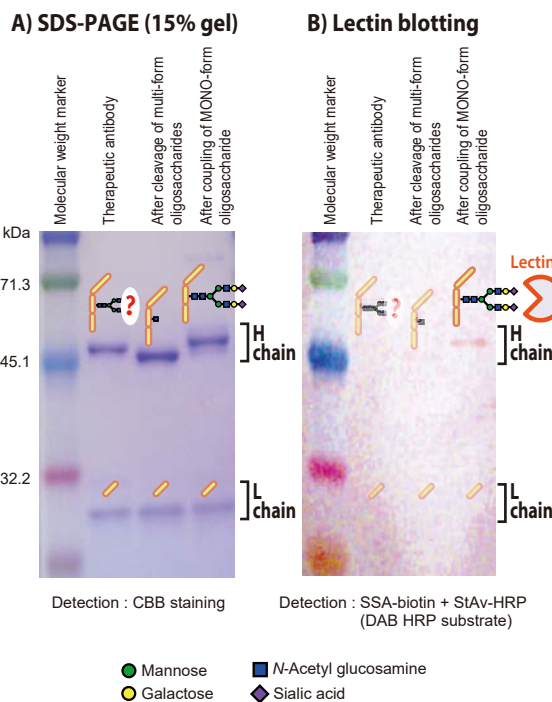 A) SDS-PAGE (15% gel)
B) Lectin blotting
Molecular weight marker
Therapeutic antibody
After cleavage of multi-form
oligosaccharides
After coupling of MONO-form
oligosaccharide
Molecular weight marker
Therapeutic antibody
After cleavage of multi-form
oligosaccharides
After coupling of MONO-form
oligosaccharide
kDa
71.3
45.1
32.2
?
H
chain
L
chain
?
Lectin
H
chain
L
chain
Detection : CBB staining
Detection : SSA-biotin + StAv-HRP
(DAB HRP substrate)
Mannose
N-Acetyl glucosamine
Galactose
Sialic acid